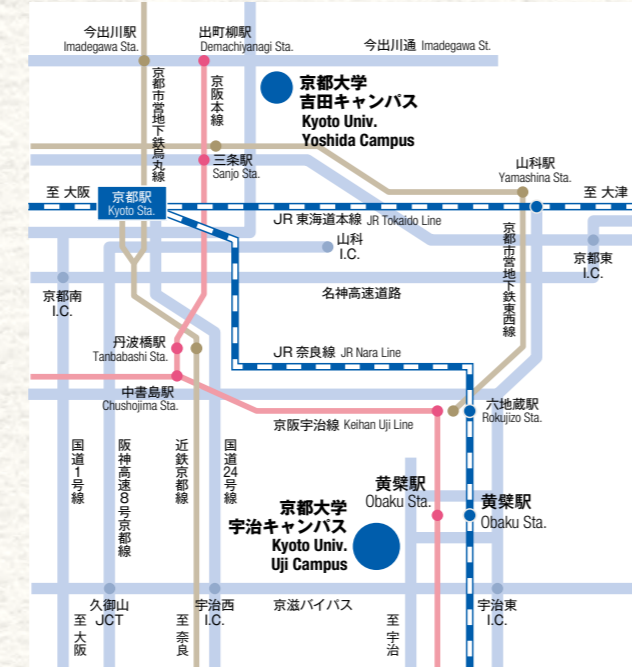 今出川駅
Imadegawa Sta.
出町柳駅
Demachiyanagi Sta.
今出川通 Imadegawa St.
京都市営地下鉄烏丸線
京阪本線
京都大学
吉田キャンパス
Kyoto Univ.
Yoshida Campus
三条駅
Sanjo Sta.
山科駅
Yamashina Sta.
至 大阪
京都駅
Kyoto Sta.
至 大津
JR 東海道本線 JR Tokaido Line
山科
I.C.
京都市営地下鉄東西線
京都東
I.C.
京都南
I.C.
名神高速道路
丹波橋駅
Tanbabashi Sta.
JR 奈良線 JR Nara Line
中書島駅
Chushojima Sta.
京阪宇治線 Keihan Uji Line
六地蔵駅
Rokujizo Sta.
国道1号線
阪神高速8号京都線
近鉄京都線
国道24号線
京都大学
宇治キャンパス
Kyoto Univ.
Uji Campus
黄檗駅
Obaku Sta.
黄檗駅
Obaku Sta.
久御山
JCT
宇治西
I.C.
京滋バイパス
宇治東
I.C.
至 大阪
至 奈良
至 宇治